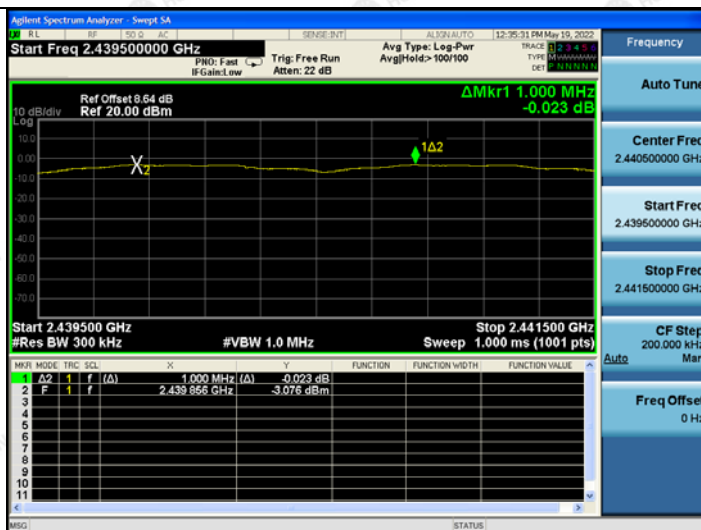 Agilent Spectrum Analyzer - Swept SA
RL RF 50 Ω AC SENSE:INT ALIGN AUTO 12:35:31 PM May 19, 2022
Start Freq 2.439500000 GHz
PNO: Fast
IFGain:Low
Trig: Free Run
Atten: 22 dB
Avg Type: Log-Pwr
Avg|Hold:> 100/100
TRACE 1 2 3 4 5 6
TYPE M
DET P N N N N N
Ref Offset 8.64 dB
10 dB/div Ref 20.00 dBm
Log
ΔMkr1 1.000 MHz
-0.023 dB
10.0
0.00
-10.0
-20.0
-30.0
-40.0
-50.0
-60.0
-70.0
X2
1Δ2
Start 2.439500 GHz Stop 2.441500 GHz
#Res BW 300 kHz #VBW 1.0 MHz Sweep 1.000 ms (1001 pts)
MKR MODE TRC SCL X Y FUNCTION FUNCTION WIDTH FUNCTION VALUE
1 Δ2 1 f (Δ) 1.000 MHz (Δ) -0.023 dB
2 F 1 f 2.439 856 GHz -3.076 dBm
3
4
5
6
7
8
9
10
11
MSG STATUS
Frequency
Auto Tune
Center Freq
2.440500000 GHz
Start Freq
2.439500000 GHz
Stop Freq
2.441500000 GHz
CF Step
200.000 kHz
Auto Man
Freq Offset
0 Hz